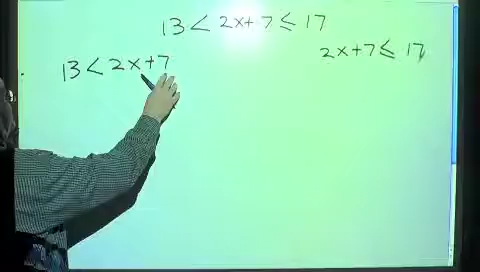 13 < 2x + 7 ≤ 17
2x + 7 ≤ 17
13 < 2x + 7